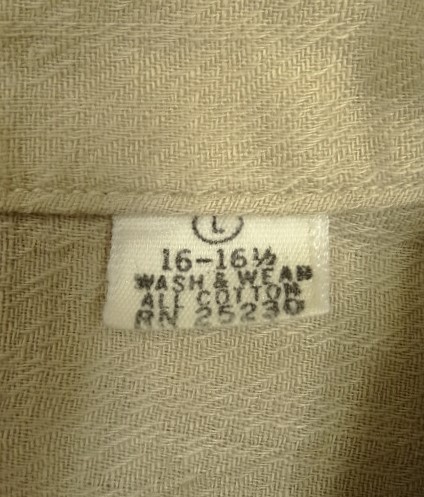 L
16-16½
WASH & WEAR
ALL COTTON
RN 25230